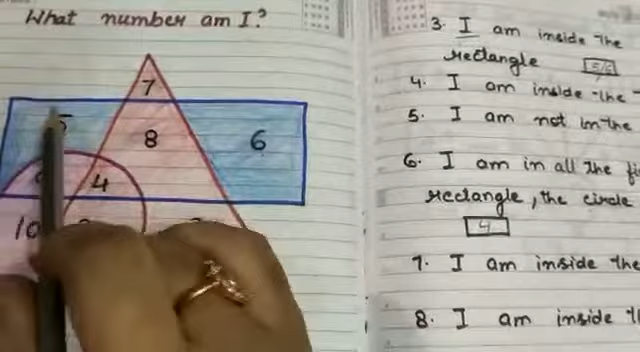 What number am I?
7
5
8
6
4
10
3. I am inside the
rectangle 5/6
4. I am inside the
5. I am not in the
6. I am in all the
rectangle, the circle
4
7. I am inside the
8. I am inside